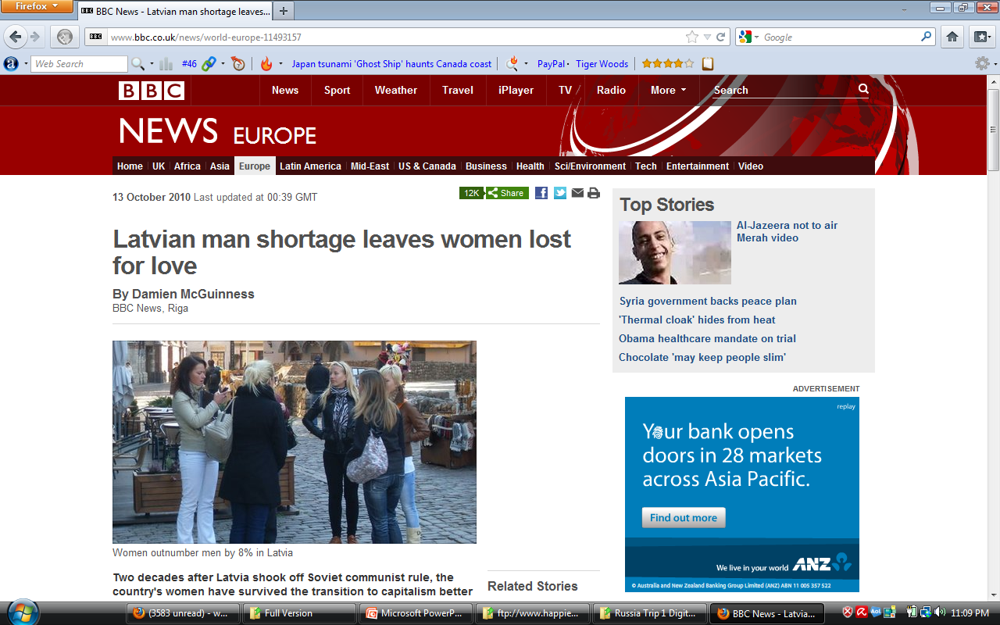 Firefox
BBC News - Latvian man shortage leaves...
BBC www.bbc.co.uk/news/world-europe-11493157
Google
Web Search
#46
Japan tsunami 'Ghost Ship' haunts Canada coast
PayPal
Tiger Woods
BBC
News Sport Weather Travel iPlayer TV Radio More Search
NEWS EUROPE
Home UK Africa Asia Europe Latin America Mid-East US & Canada Business Health Sci/Environment Tech Entertainment Video
13 October 2010 Last updated at 00:39 GMT
12K Share
Latvian man shortage leaves women lost
for love
By Damien McGuinness
BBC News, Riga
Women outnumber men by 8% in Latvia
Two decades after Latvia shook off Soviet communist rule, the
country's women have survived the transition to capitalism better
Related Stories
Top Stories
Al-Jazeera not to air
Merah video
Syria government backs peace plan
'Thermal cloak' hides from heat
Obama healthcare mandate on trial
Chocolate 'may keep people slim'
ADVERTISEMENT
replay
Your bank opens
doors in 28 markets
across Asia Pacific.
Find out more
We live in your world ANZ
© Australia and New Zealand Banking Group Limited (ANZ) ABN 11 005 357 522
(3583 unread) - w...
Full Version
Microsoft PowerP...
ftp://www.happie...
Russia Trip 1 Digit...
BBC News - Latvia...
Aol
11:09 PM